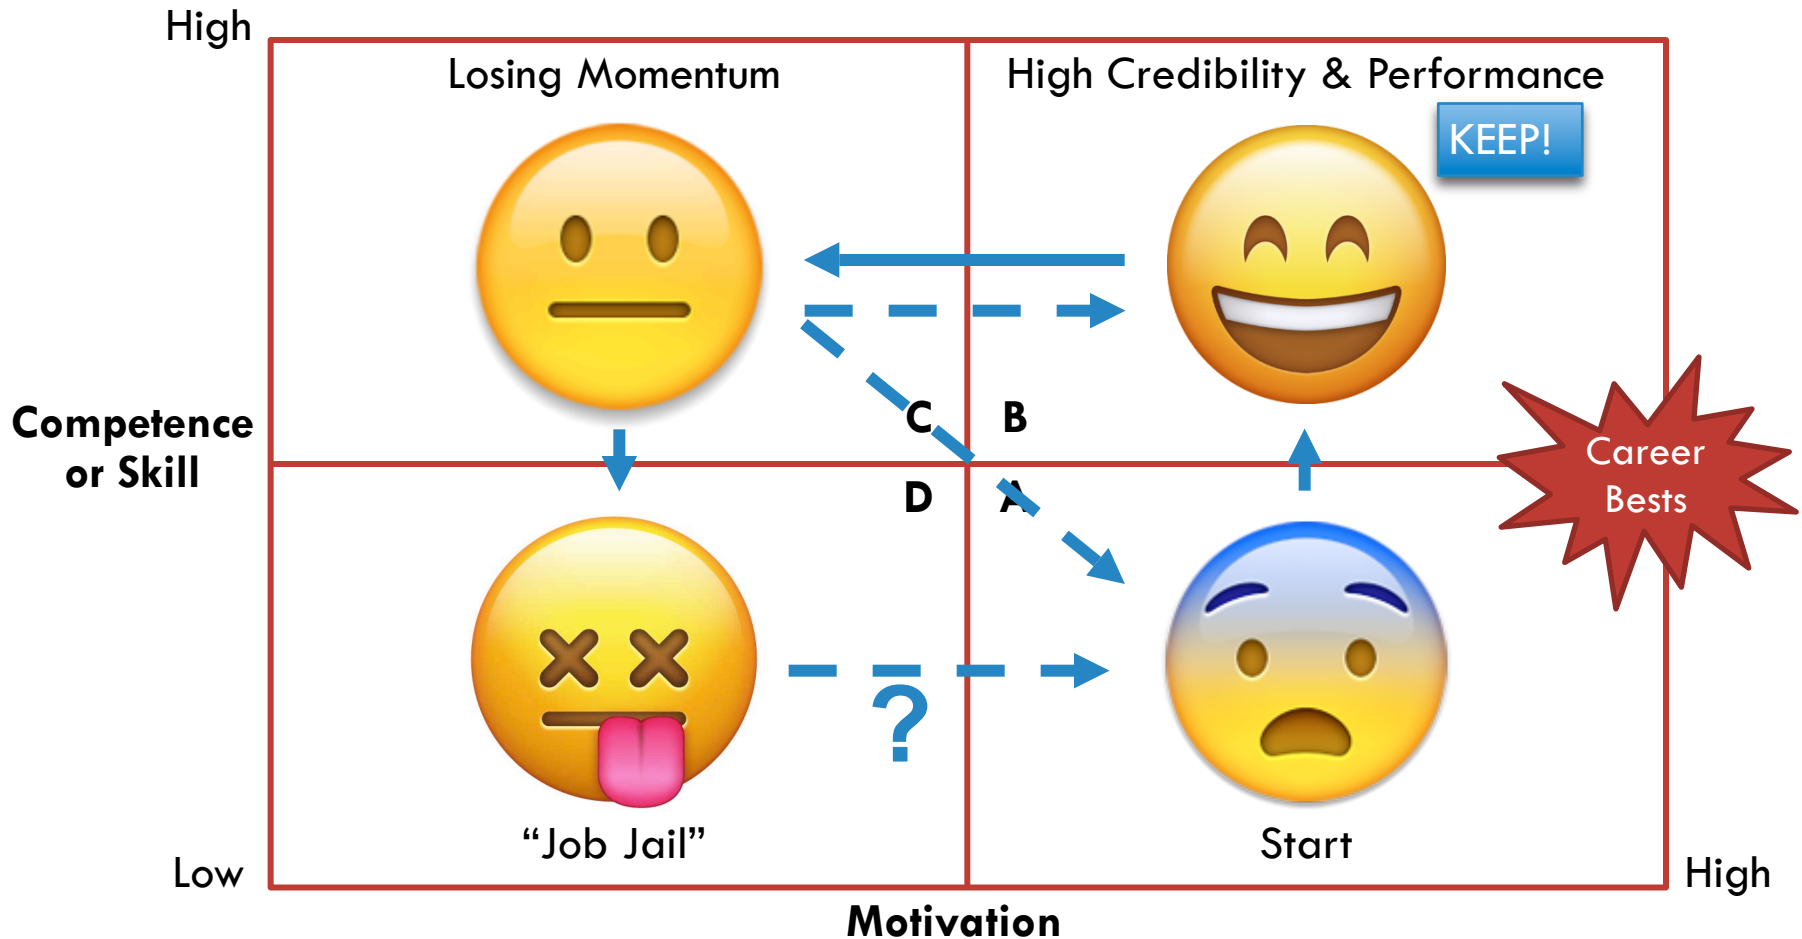 High
Losing Momentum
High Credibility & Performance
KEEP!
Competence
or Skill
C
B
D
A
Career
Bests
?
“Job Jail”
Start
Low
High
Motivation